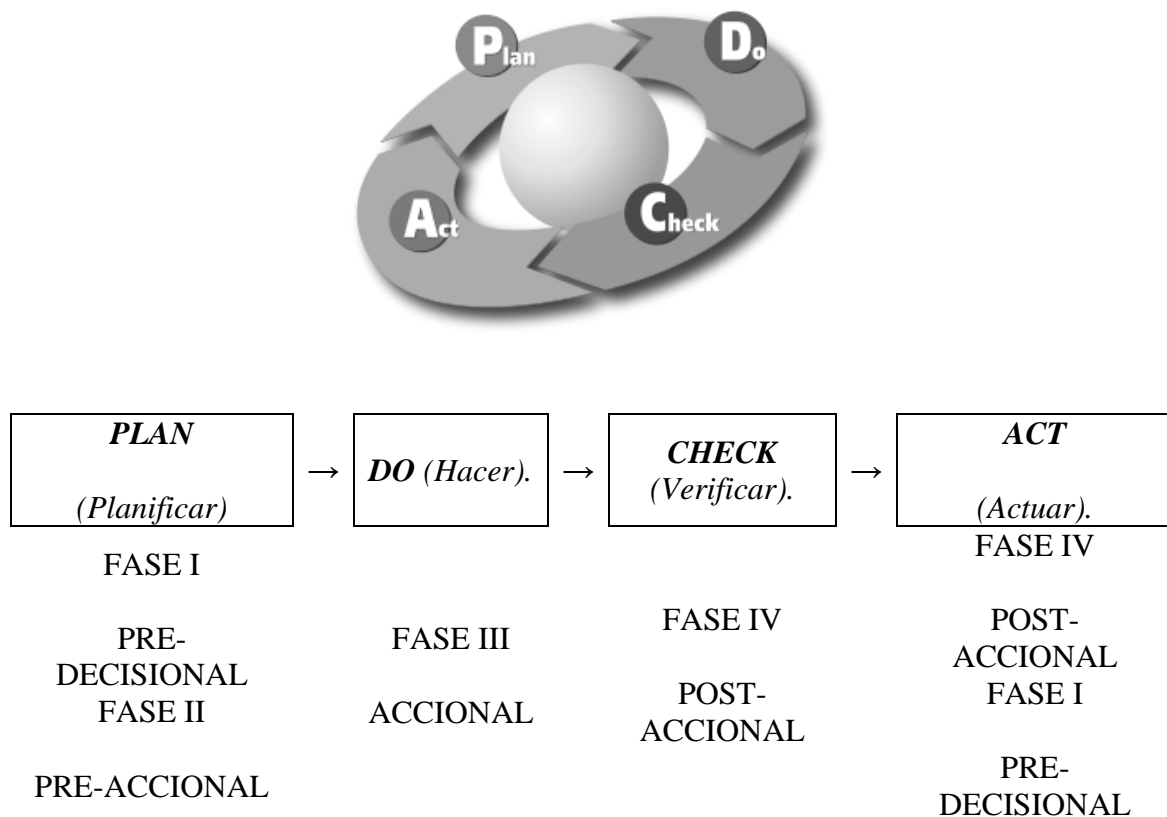 Plan
Do
Act
Check
PLAN
(Planificar)
→
DO (Hacer).
→
CHECK
(Verificar).
→
ACT
(Actuar).
FASE I
PRE-
DECISIONAL
FASE II
PRE-ACCIONAL
FASE III
ACCIONAL
FASE IV
POST-
ACCIONAL
FASE IV
POST-
ACCIONAL
FASE I
PRE-
DECISIONAL